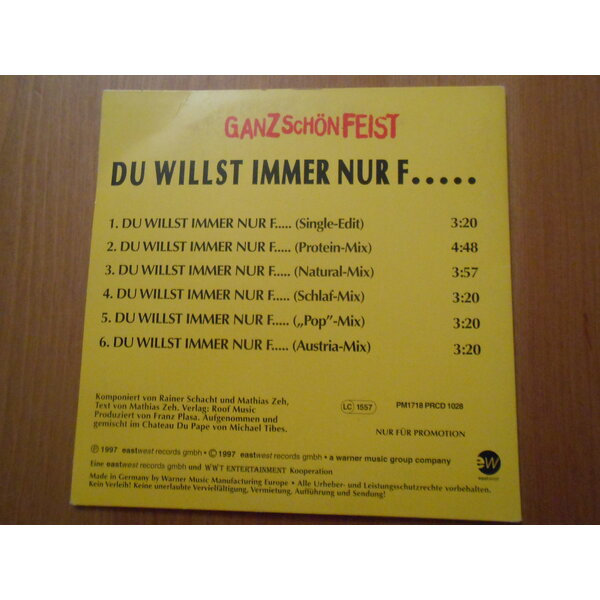 GANZSCHÖNFEIST
DU WILLST IMMER NUR F.....
1. DU WILLST IMMER NUR F..... (Single-Edit) 3:20
2. DU WILLST IMMER NUR F..... (Protein-Mix) 4:48
3. DU WILLST IMMER NUR F..... (Natural-Mix) 3:57
4. DU WILLST IMMER NUR F..... (Schlaf-Mix) 3:20
5. DU WILLST IMMER NUR F..... („Pop”-Mix) 3:20
6. DU WILLST IMMER NUR F..... (Austria-Mix) 3:20
Komponiert von Rainer Schacht und Mathias Zeh,
Text von Mathias Zeh. Verlag: Roof Music
Produziert von Franz Plasa. Aufgenommen und
gemischt im Chateau Du Pape von Michael Tibes.
LC 1557
PM1718 PRCD 1028
NUR FÜR PROMOTION
℗ 1997 eastwest records gmbh • © 1997 eastwest records gmbh • a warner music group company
Eine eastwest records gmbh und WWT ENTERTAINMENT Kooperation
Made in Germany by Warner Music Manufacturing Europe • Alle Urheber- und Leistungsschutzrechte vorbehalten.
Kein Verleih! Keine unerlaubte Vervielfältigung, Vermietung, Aufführung und Sendung!
ew
eastwest